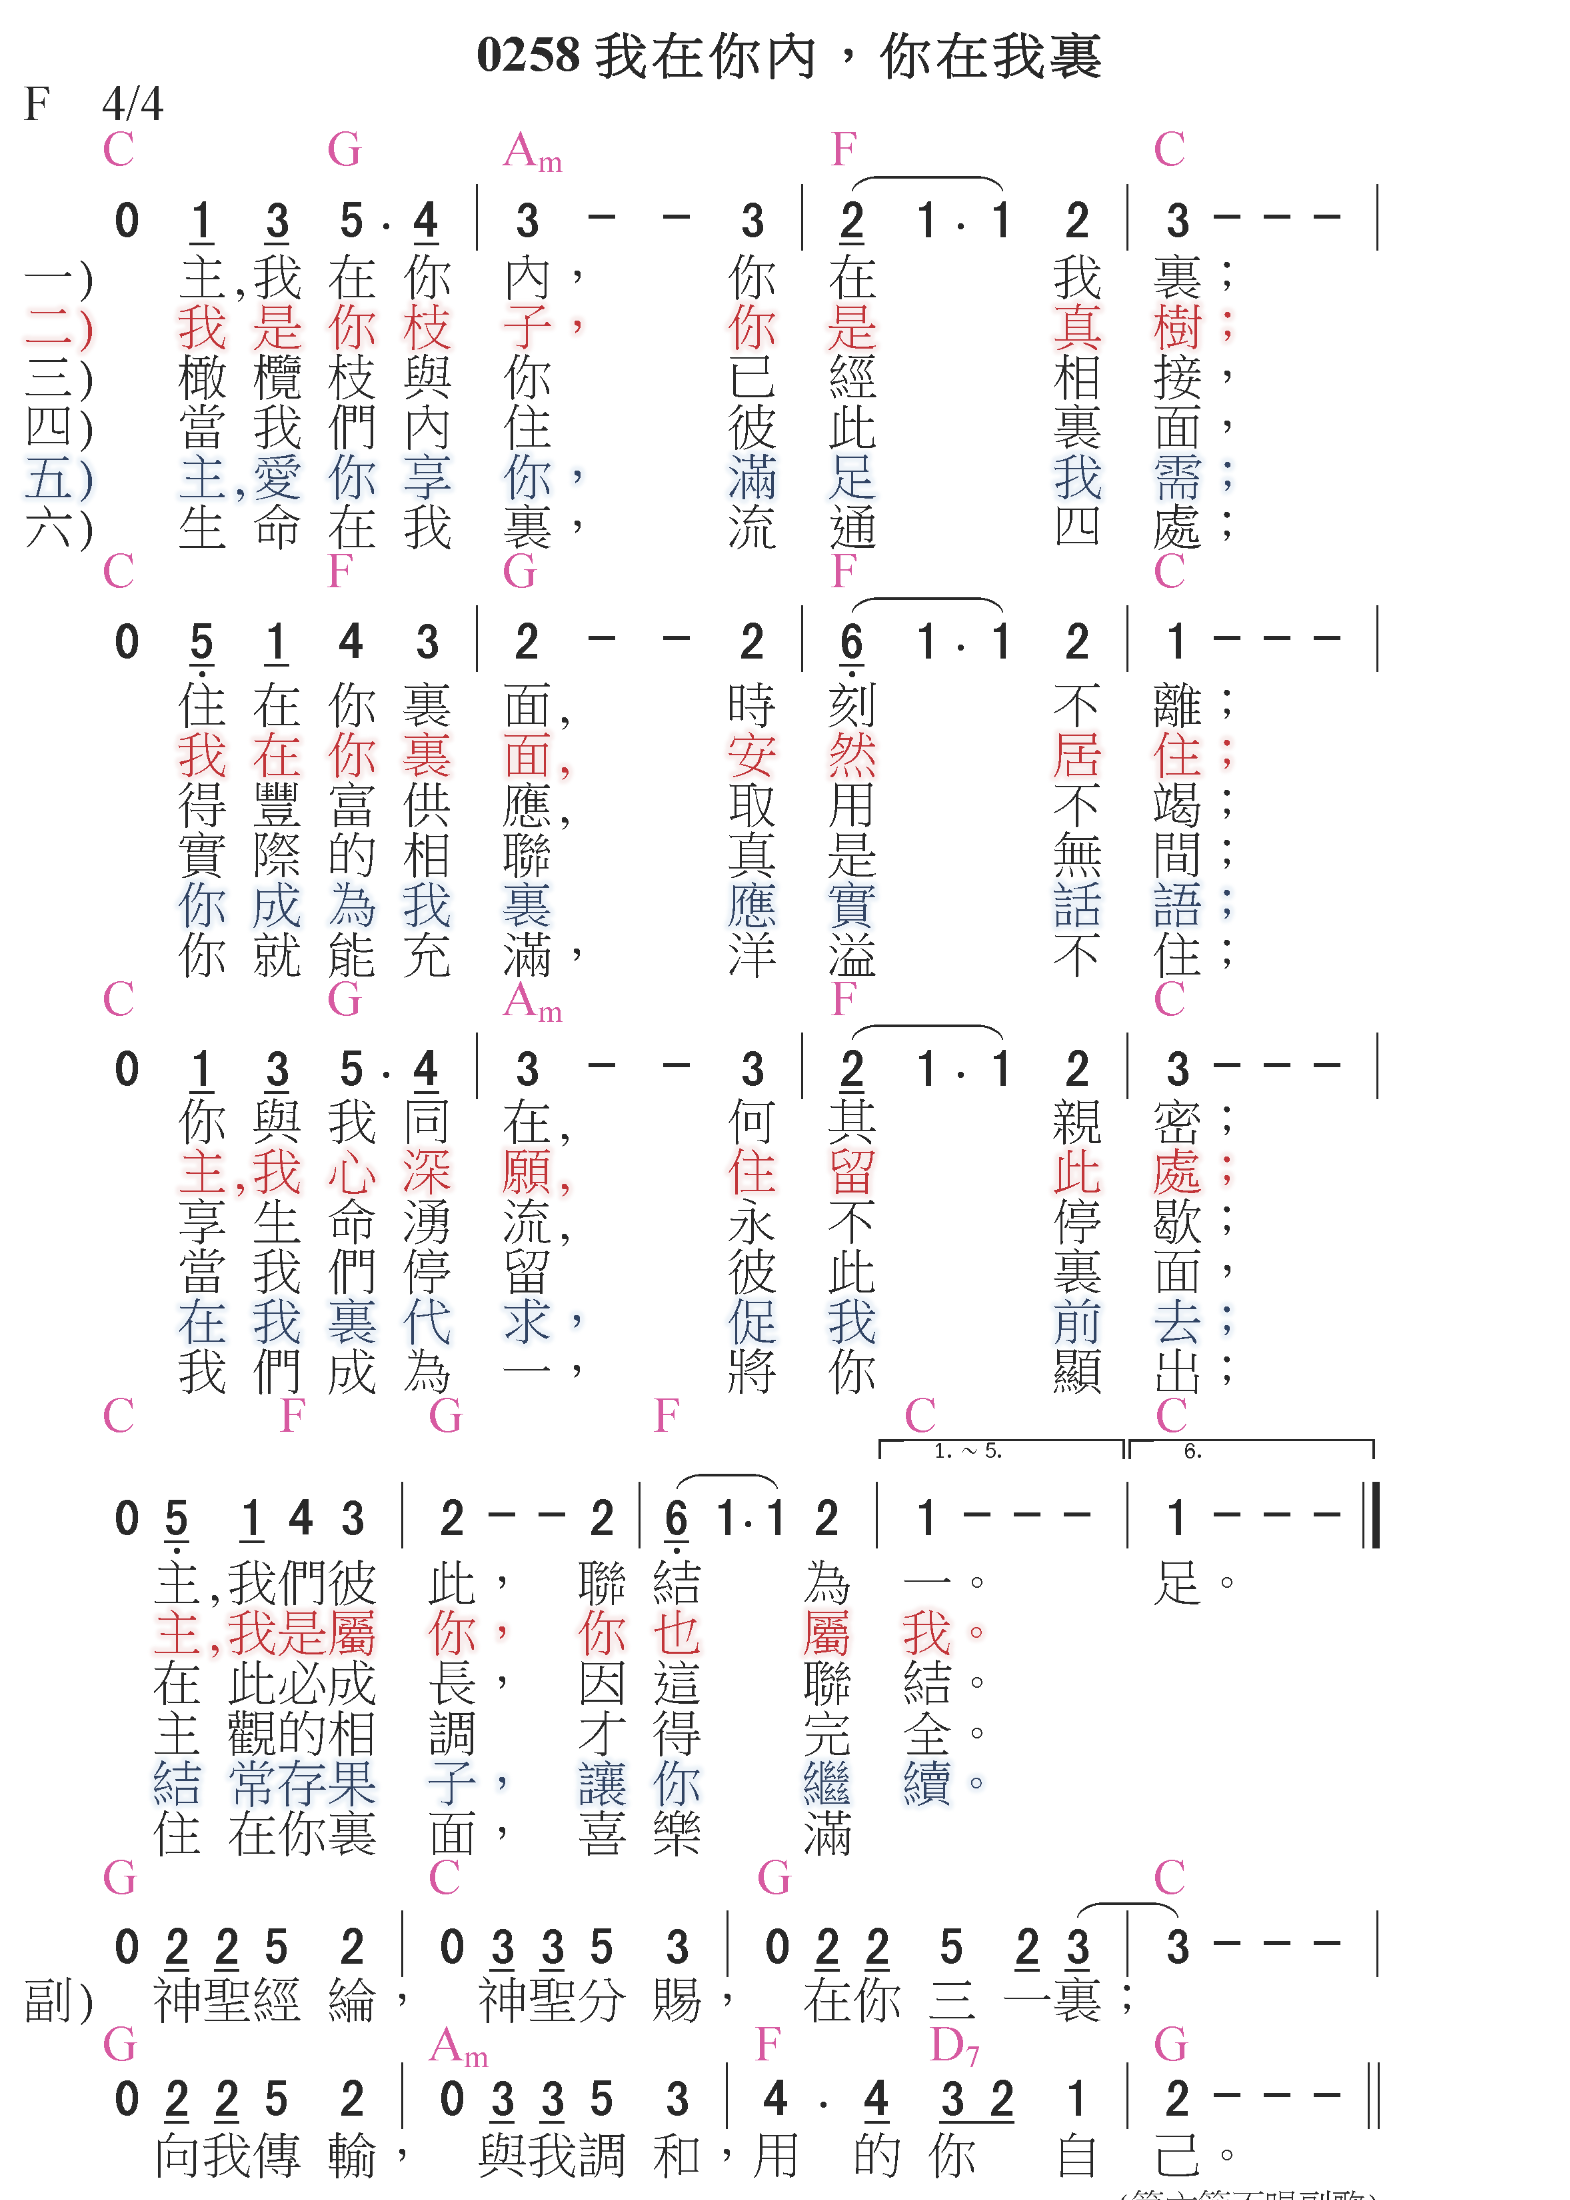 0258 我在你內，你在我裏
F 4/4
C G Am F C
0 1 3 5 . 4 | 3 － － 3 | 2 1 . 1 2 | 3 － － － |
一) 主,我在你內， 你在我裏；
二) 我是你枝子， 你是真樹；
三) 橄欖枝與你 已經相接，
四) 當我們內住 彼此裏面，
五) 主,愛你享你， 滿足我需；
六) 生命在我裏， 流通四處；
C F G F C
0 5 1 4 3 | 2 － － 2 | 6 1 . 1 2 | 1 － － － |
住在你裏面, 時刻不離；
我在你裏面, 安然居住；
得豐富供應, 取用不竭；
實際的相聯 真是無間；
你成為我裏 應實話語；
你就能充滿， 洋溢不住；
C G Am F C
0 1 3 5 . 4 | 3 － － 3 | 2 1 . 1 2 | 3 － － － |
你與我同在, 何其親密；
主,我心深願, 住留此處；
享生命湧流, 永不停歇；
當我們停留 彼此裏面，
在我裏代求， 促我前去；
我們成為一， 將你顯出；
C F G F C C
1. ~ 5. 6.
0 5 1 4 3 | 2 － － 2 | 6 1 . 1 2 | 1 － － － | 1 － － － ‖
主,我們彼此， 聯結為一。 足。
主,我是屬你， 你也屬我。
在此必成長， 因這聯結。
主觀的相調 才得完全。
結常存果子， 讓你繼續。
住在你裏面， 喜樂滿
G C G C
0 2 2 5 2 | 0 3 3 5 3 | 0 2 2 5 2 3 | 3 － － － |
副) 神聖經綸， 神聖分賜， 在你三一裏；
G Am F D7 G
0 2 2 5 2 | 0 3 3 5 3 | 4 . 4 3 2 1 | 2 － － － ‖
向我傳輸， 與我調和,用的你自己。